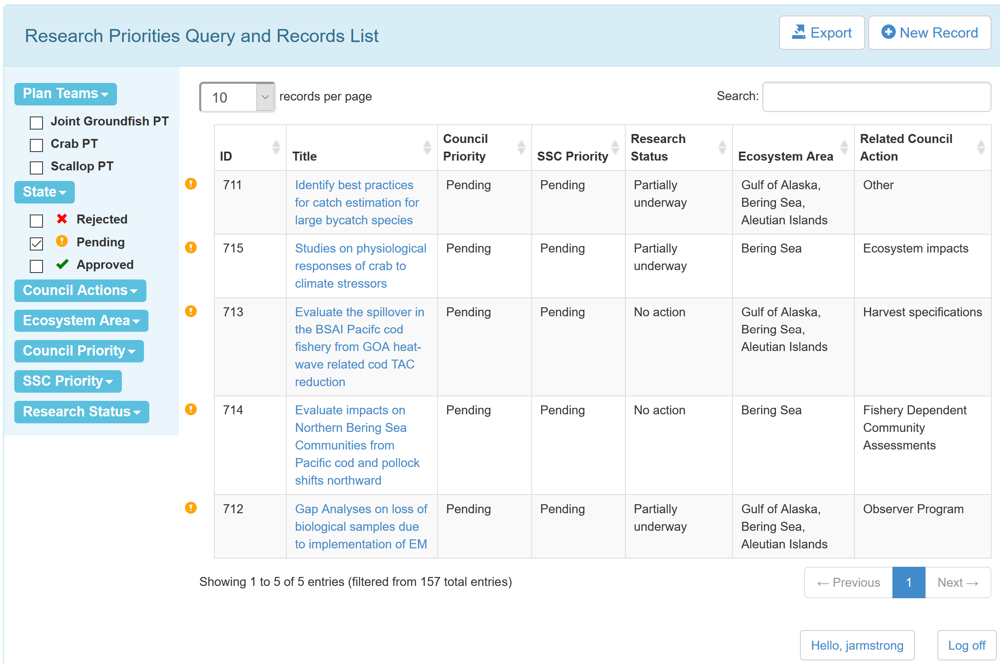 Research Priorities Query and Records List
Export
New Record
Plan Teams
Joint Groundfish PT
Crab PT
Scallop PT
State
Rejected
Pending
Approved
Council Actions
Ecosystem Area
Council Priority
SSC Priority
Research Status
10 records per page
Search:
ID
Title
Council
Priority
SSC Priority
Research
Status
Ecosystem Area
Related Council
Action
711
Identify best practices
for catch estimation for
large bycatch species
Pending
Pending
Partially
underway
Gulf of Alaska,
Bering Sea,
Aleutian Islands
Other
715
Studies on physiological
responses of crab to
climate stressors
Pending
Pending
Partially
underway
Bering Sea
Ecosystem impacts
713
Evaluate the spillover in
the BSAI Pacifc cod
fishery from GOA heat-
wave related cod TAC
reduction
Pending
Pending
No action
Gulf of Alaska,
Bering Sea,
Aleutian Islands
Harvest specifications
714
Evaluate impacts on
Northern Bering Sea
Communities from
Pacific cod and pollock
shifts northward
Pending
Pending
No action
Bering Sea
Fishery Dependent
Community
Assessments
712
Gap Analyses on loss of
biological samples due
to implementation of EM
Pending
Pending
Partially
underway
Gulf of Alaska,
Bering Sea,
Aleutian Islands
Observer Program
Showing 1 to 5 of 5 entries (filtered from 157 total entries)
← Previous
1
Next →
Hello, jarmstrong
Log off